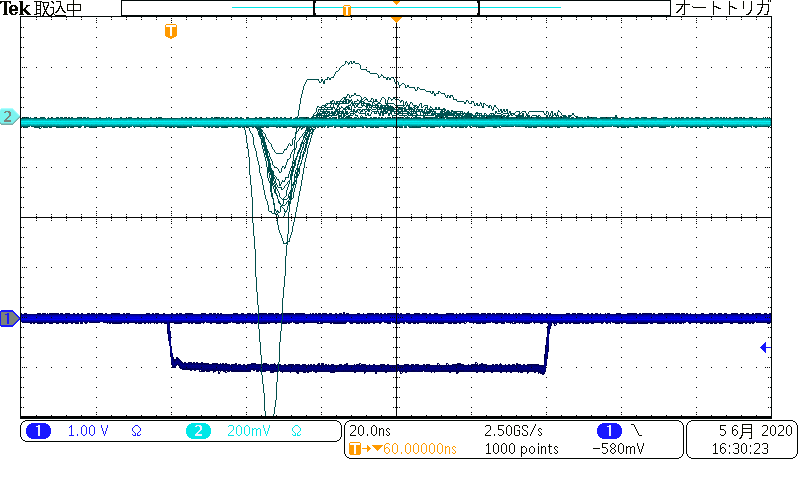 Tek 取込中 T オートトリガ
T
2
1
1 1.00 V Ω 2 200mV Ω 20.0ns 2.50GS/s 1 ∖ 5 6月 2020
T→▼60.00000ns 1000 points −580mV 16:30:23